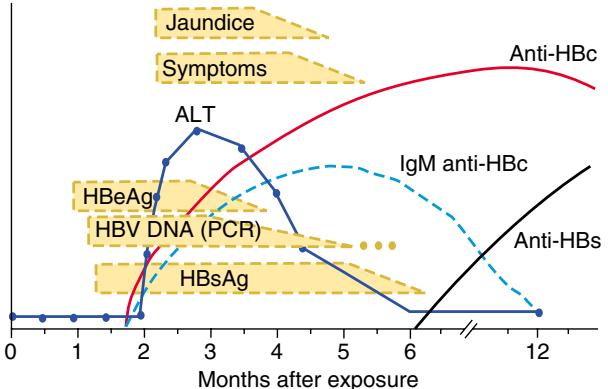 Jaundice
Anti-HBc
Symptoms
ALT
IgM anti-HBc
HBeAg
HBV DNA (PCR)
Anti-HBs
HBsAg
0 1 2 3 4 5 6 12
Months after exposure